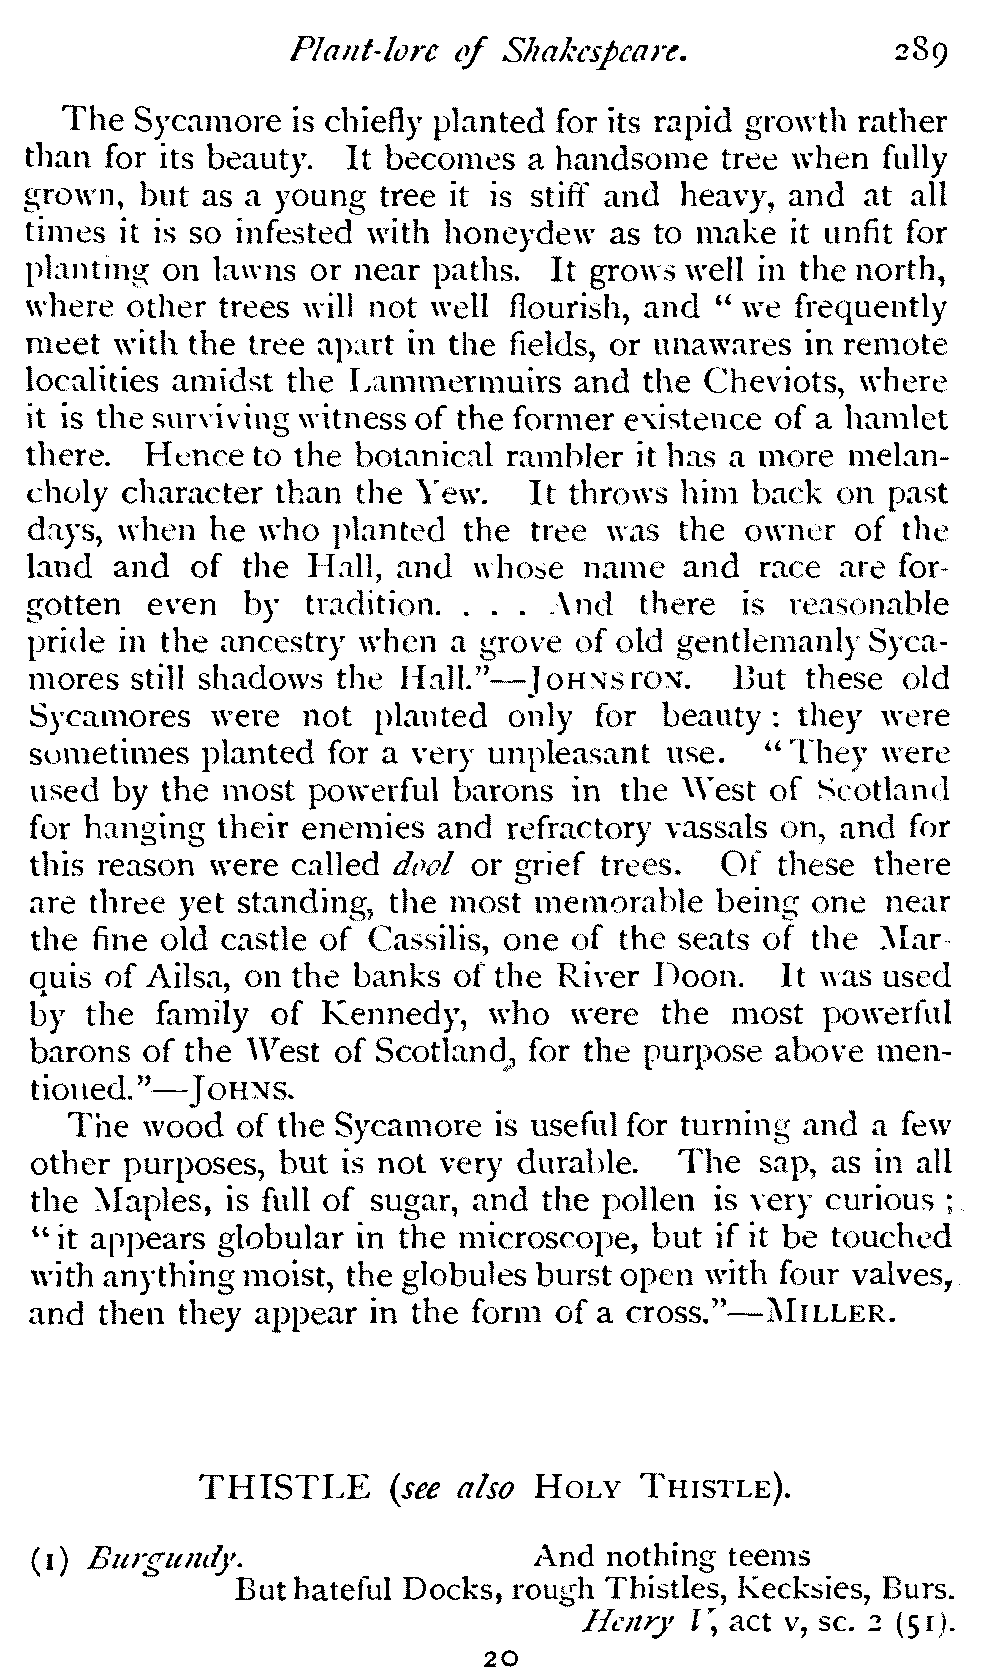 Plant-lore of Shakespeare. 289
The Sycamore is chiefly planted for its rapid growth rather
than for its beauty. It becomes a handsome tree when fully
grown, but as a young tree it is stiff and heavy, and at all
times it is so infested with honeydew as to make it unfit for
planting on lawns or near paths. It grows well in the north,
where other trees will not well flourish, and “ we frequently
meet with the tree apart in the fields, or unawares in remote
localities amidst the Lammermuirs and the Cheviots, where
it is the surviving witness of the former existence of a hamlet
there. Hence to the botanical rambler it has a more melan-
choly character than the Yew. It throws him back on past
days, when he who planted the tree was the owner of the
land and of the Hall, and whose name and race are for-
gotten even by tradition. . . . And there is reasonable
pride in the ancestry when a grove of old gentlemanly Syca-
mores still shadows the Hall.”—JOHNSTON. But these old
Sycamores were not planted only for beauty : they were
sometimes planted for a very unpleasant use. “ They were
used by the most powerful barons in the West of Scotland
for hanging their enemies and refractory vassals on, and for
this reason were called dool or grief trees. Of these there
are three yet standing, the most memorable being one near
the fine old castle of Cassilis, one of the seats of the Mar-
quis of Ailsa, on the banks of the River Doon. It was used
by the family of Kennedy, who were the most powerful
barons of the West of Scotland, for the purpose above men-
tioned.”—JOHNS.
The wood of the Sycamore is useful for turning and a few
other purposes, but is not very durable. The sap, as in all
the Maples, is full of sugar, and the pollen is very curious ;
“ it appears globular in the microscope, but if it be touched
with anything moist, the globules burst open with four valves,
and then they appear in the form of a cross.”—MILLER.
THISTLE (see also HOLY THISTLE).
(1) Burgundy. And nothing teems
But hateful Docks, rough Thistles, Kecksies, Burs.
Henry V, act v, sc. 2 (51).
20